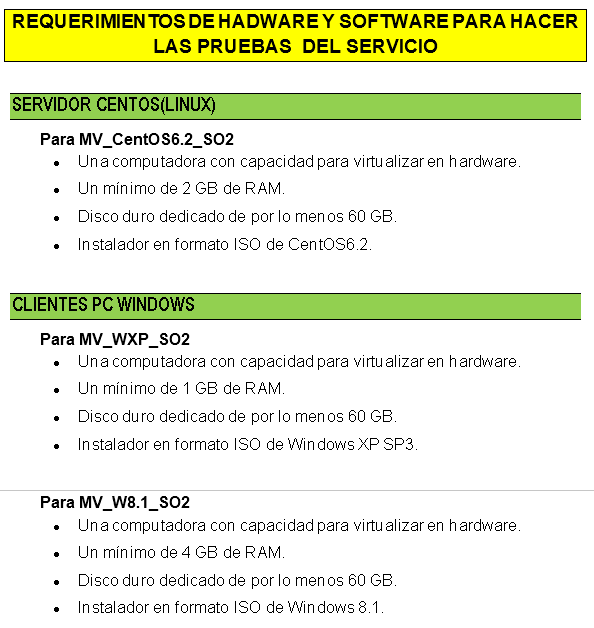 REQUERIMIENTOS DE HADWARE Y SOFTWARE PARA HACER
LAS PRUEBAS DEL SERVICIO
SERVIDOR CENTOS(LINUX)
Para MV_CentOS6.2_SO2
• Una computadora con capacidad para virtualizar en hardware.
• Un mínimo de 2 GB de RAM.
• Disco duro dedicado de por lo menos 60 GB.
• Instalador en formato ISO de CentOS6.2.
CLIENTES PC WINDOWS
Para MV_WXP_SO2
• Una computadora con capacidad para virtualizar en hardware.
• Un mínimo de 1 GB de RAM.
• Disco duro dedicado de por lo menos 60 GB.
• Instalador en formato ISO de Windows XP SP3.
Para MV_W8.1_SO2
• Una computadora con capacidad para virtualizar en hardware.
• Un mínimo de 4 GB de RAM.
• Disco duro dedicado de por lo menos 60 GB.
• Instalador en formato ISO de Windows 8.1.